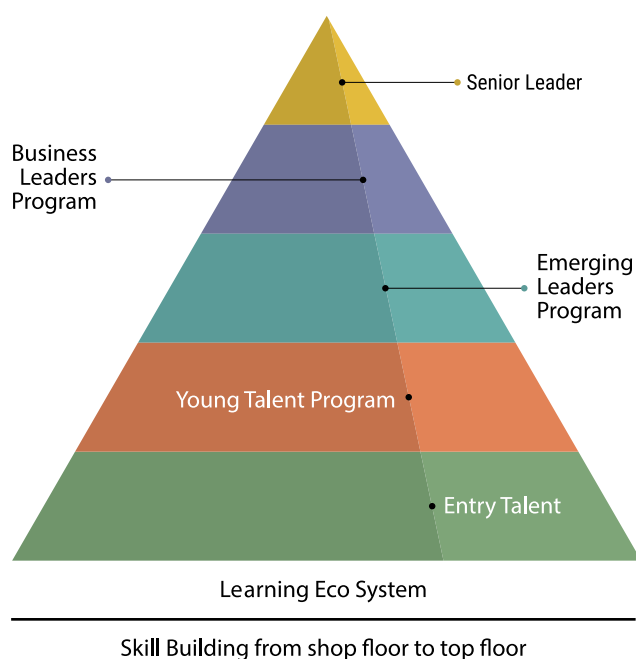 Senior Leader
Business
Leaders
Program
Emerging
Leaders
Program
Young Talent Program
Entry Talent
Learning Eco System
Skill Building from shop floor to top floor